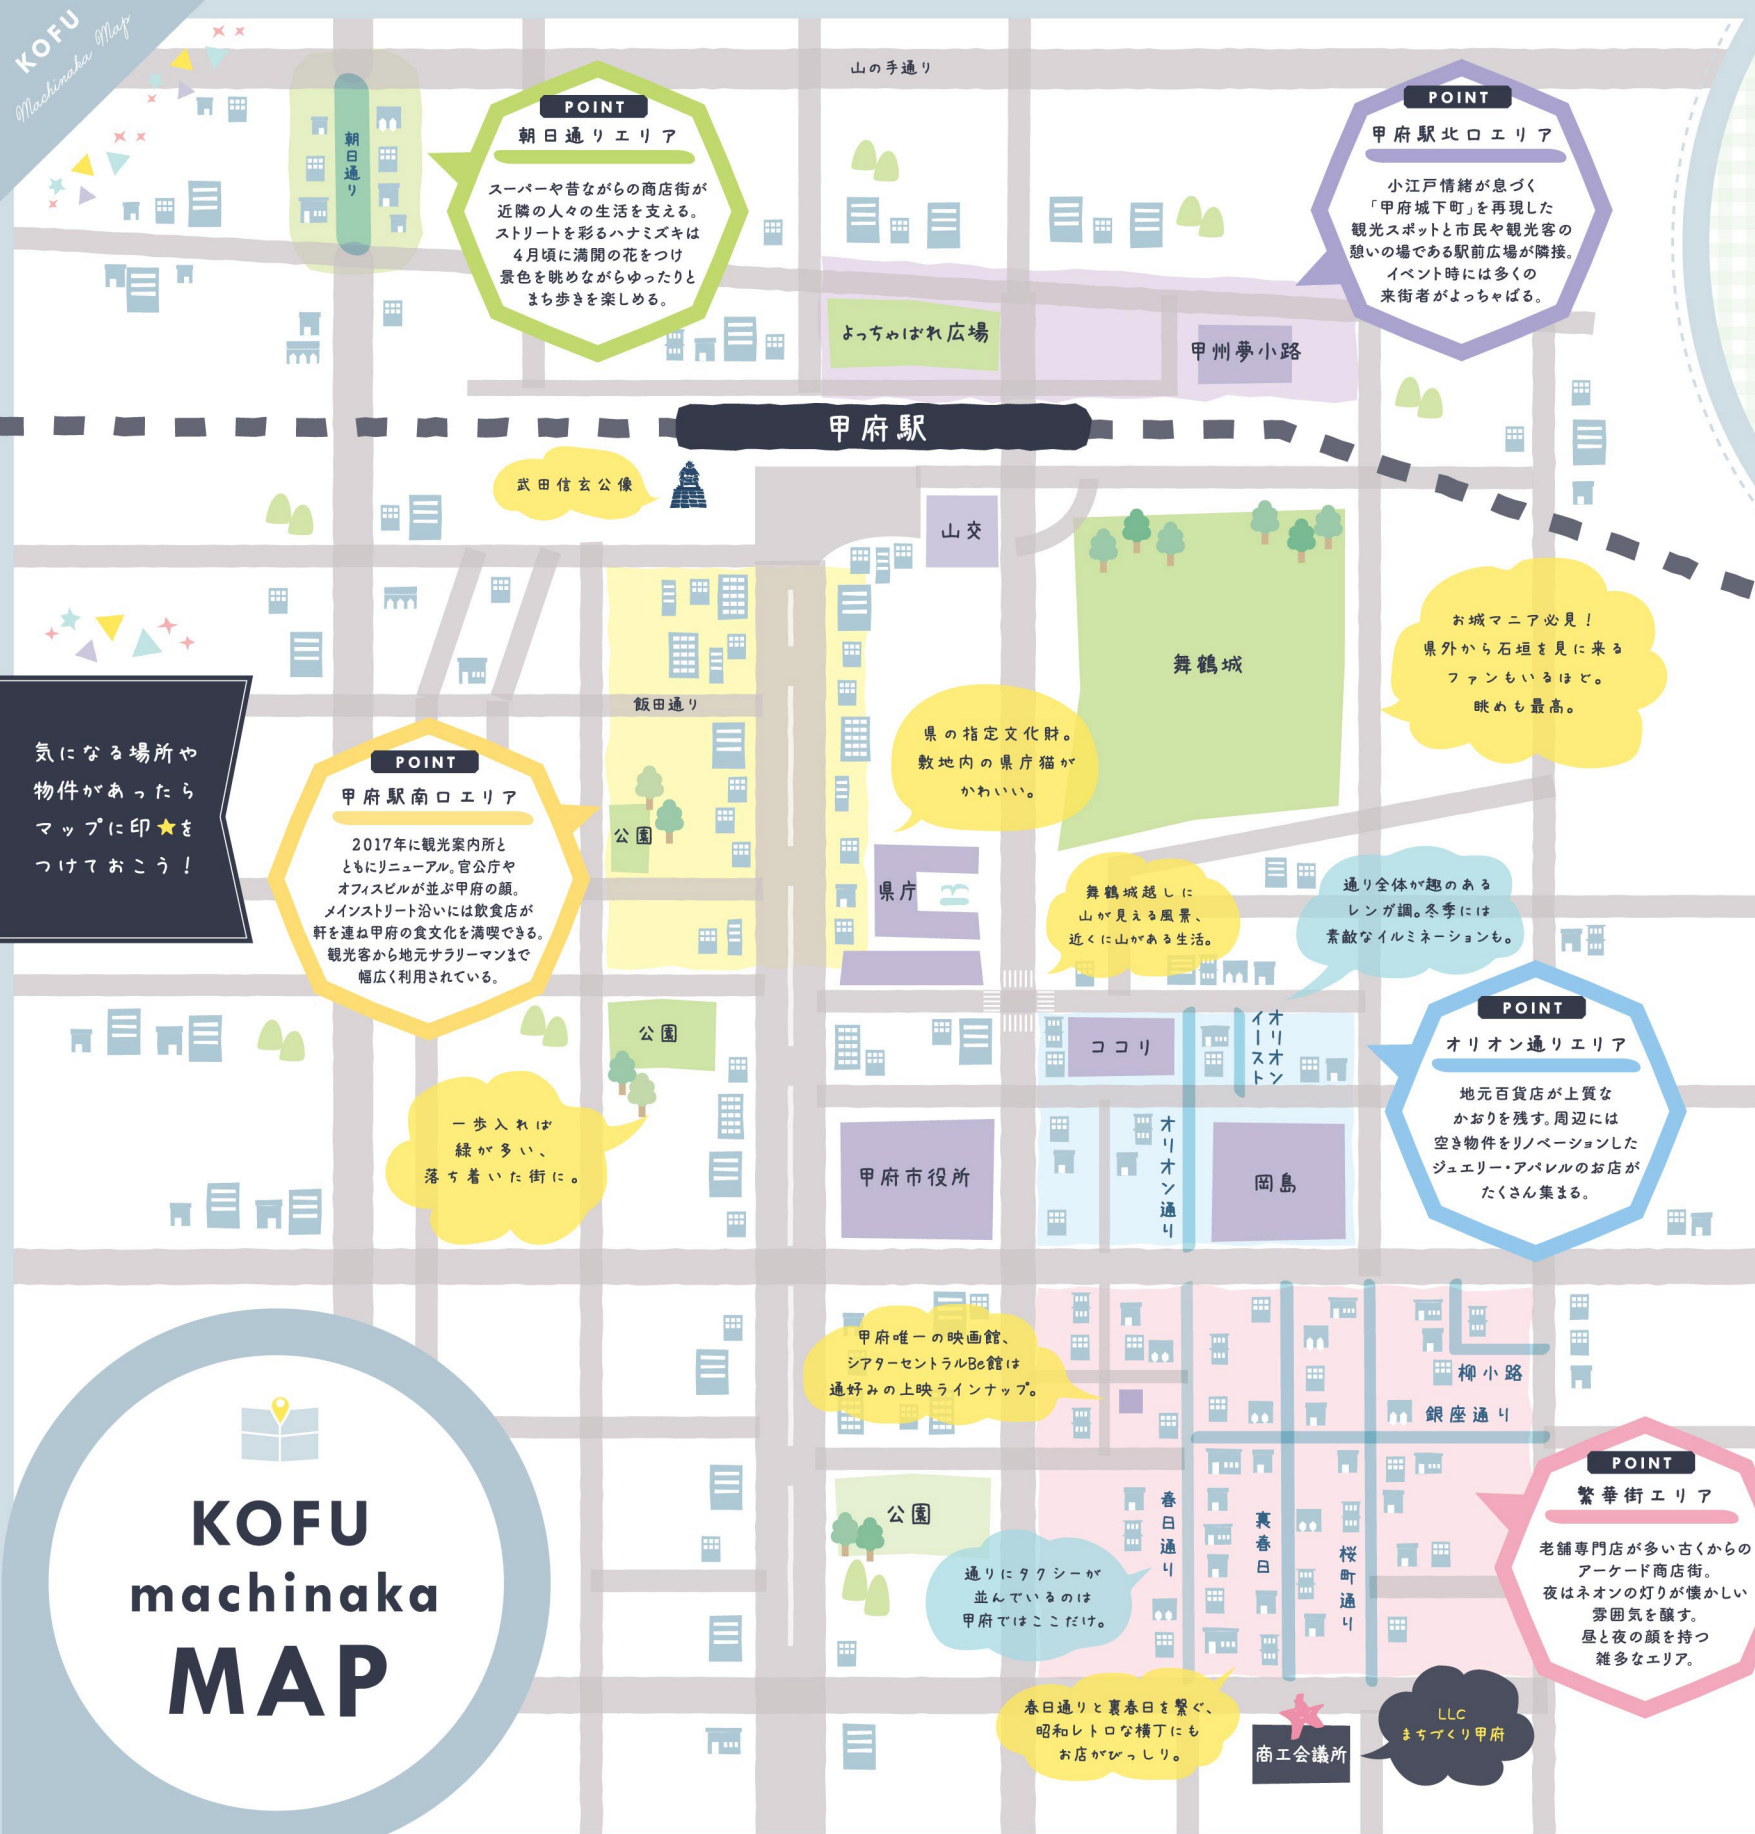 KOFU
Machinaka Map
山の手通り
朝日通り
POINT
朝日通りエリア
スーパーや昔ながらの商店街が
近隣の人々の生活を支える。
ストリートを彩るハナミズキは
4月頃に満開の花をつけ
景色を眺めながらゆったりと
まち歩きを楽しめる。
POINT
甲府駅北口エリア
小江戸情緒が息づく
「甲府城下町」を再現した
観光スポットと市民や観光客の
憩いの場である駅前広場が隣接。
イベント時には多くの
来街者がよっちゃばる。
よっちゃばれ広場
甲州夢小路
甲府駅
武田信玄公像
山交
舞鶴城
お城マニア必見！
県外から石垣を見に来る
ファンもいるほど。
眺めも最高。
飯田通り
県の指定文化財。
敷地内の県庁猫が
かわいい。
気になる場所や
物件があったら
マップに印★を
つけておこう！
POINT
甲府駅南口エリア
2017年に観光案内所と
ともにリニューアル。官公庁や
オフィスビルが並ぶ甲府の顔。
メインストリート沿いには飲食店が
軒を連ね甲府の食文化を満喫できる。
観光客から地元サラリーマンまで
幅広く利用されている。
公園
県庁
舞鶴城越しに
山が見える風景、
近くに山がある生活。
通り全体が趣のある
レンガ調。冬季には
素敵なイルミネーションも。
公園
ココリ
オリオン
イースト
POINT
オリオン通りエリア
地元百貨店が上質な
かおりを残す。周辺には
空き物件をリノベーションした
ジュエリー・アパレルのお店が
たくさん集まる。
一歩入れば
緑が多い、
落ち着いた街に。
甲府市役所
オリオン通り
岡島
甲府唯一の映画館、
シアターセントラルBe館は
通好みの上映ラインナップ。
柳小路
銀座通り
POINT
繁華街エリア
老舗専門店が多い古くからの
アーケード商店街。
夜はネオンの灯りが懐かしい
雰囲気を醸す。
昼と夜の顔を持つ
雑多なエリア。
公園
春日通り
裏春日
桜町通り
通りにタクシーが
並んでいるのは
甲府ではここだけ。
春日通りと裏春日を繋ぐ、
昭和レトロな横丁にも
お店がびっしり。
商工会議所
LLC
まちづくり甲府
KOFU
machinaka
MAP